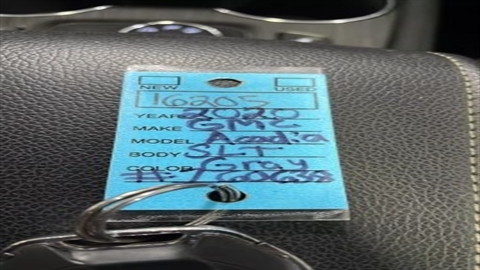 NEW USED
16205
YEAR 2020
MAKE GMC
MODEL Acadia
BODY SLT
COLOR Gray
#: